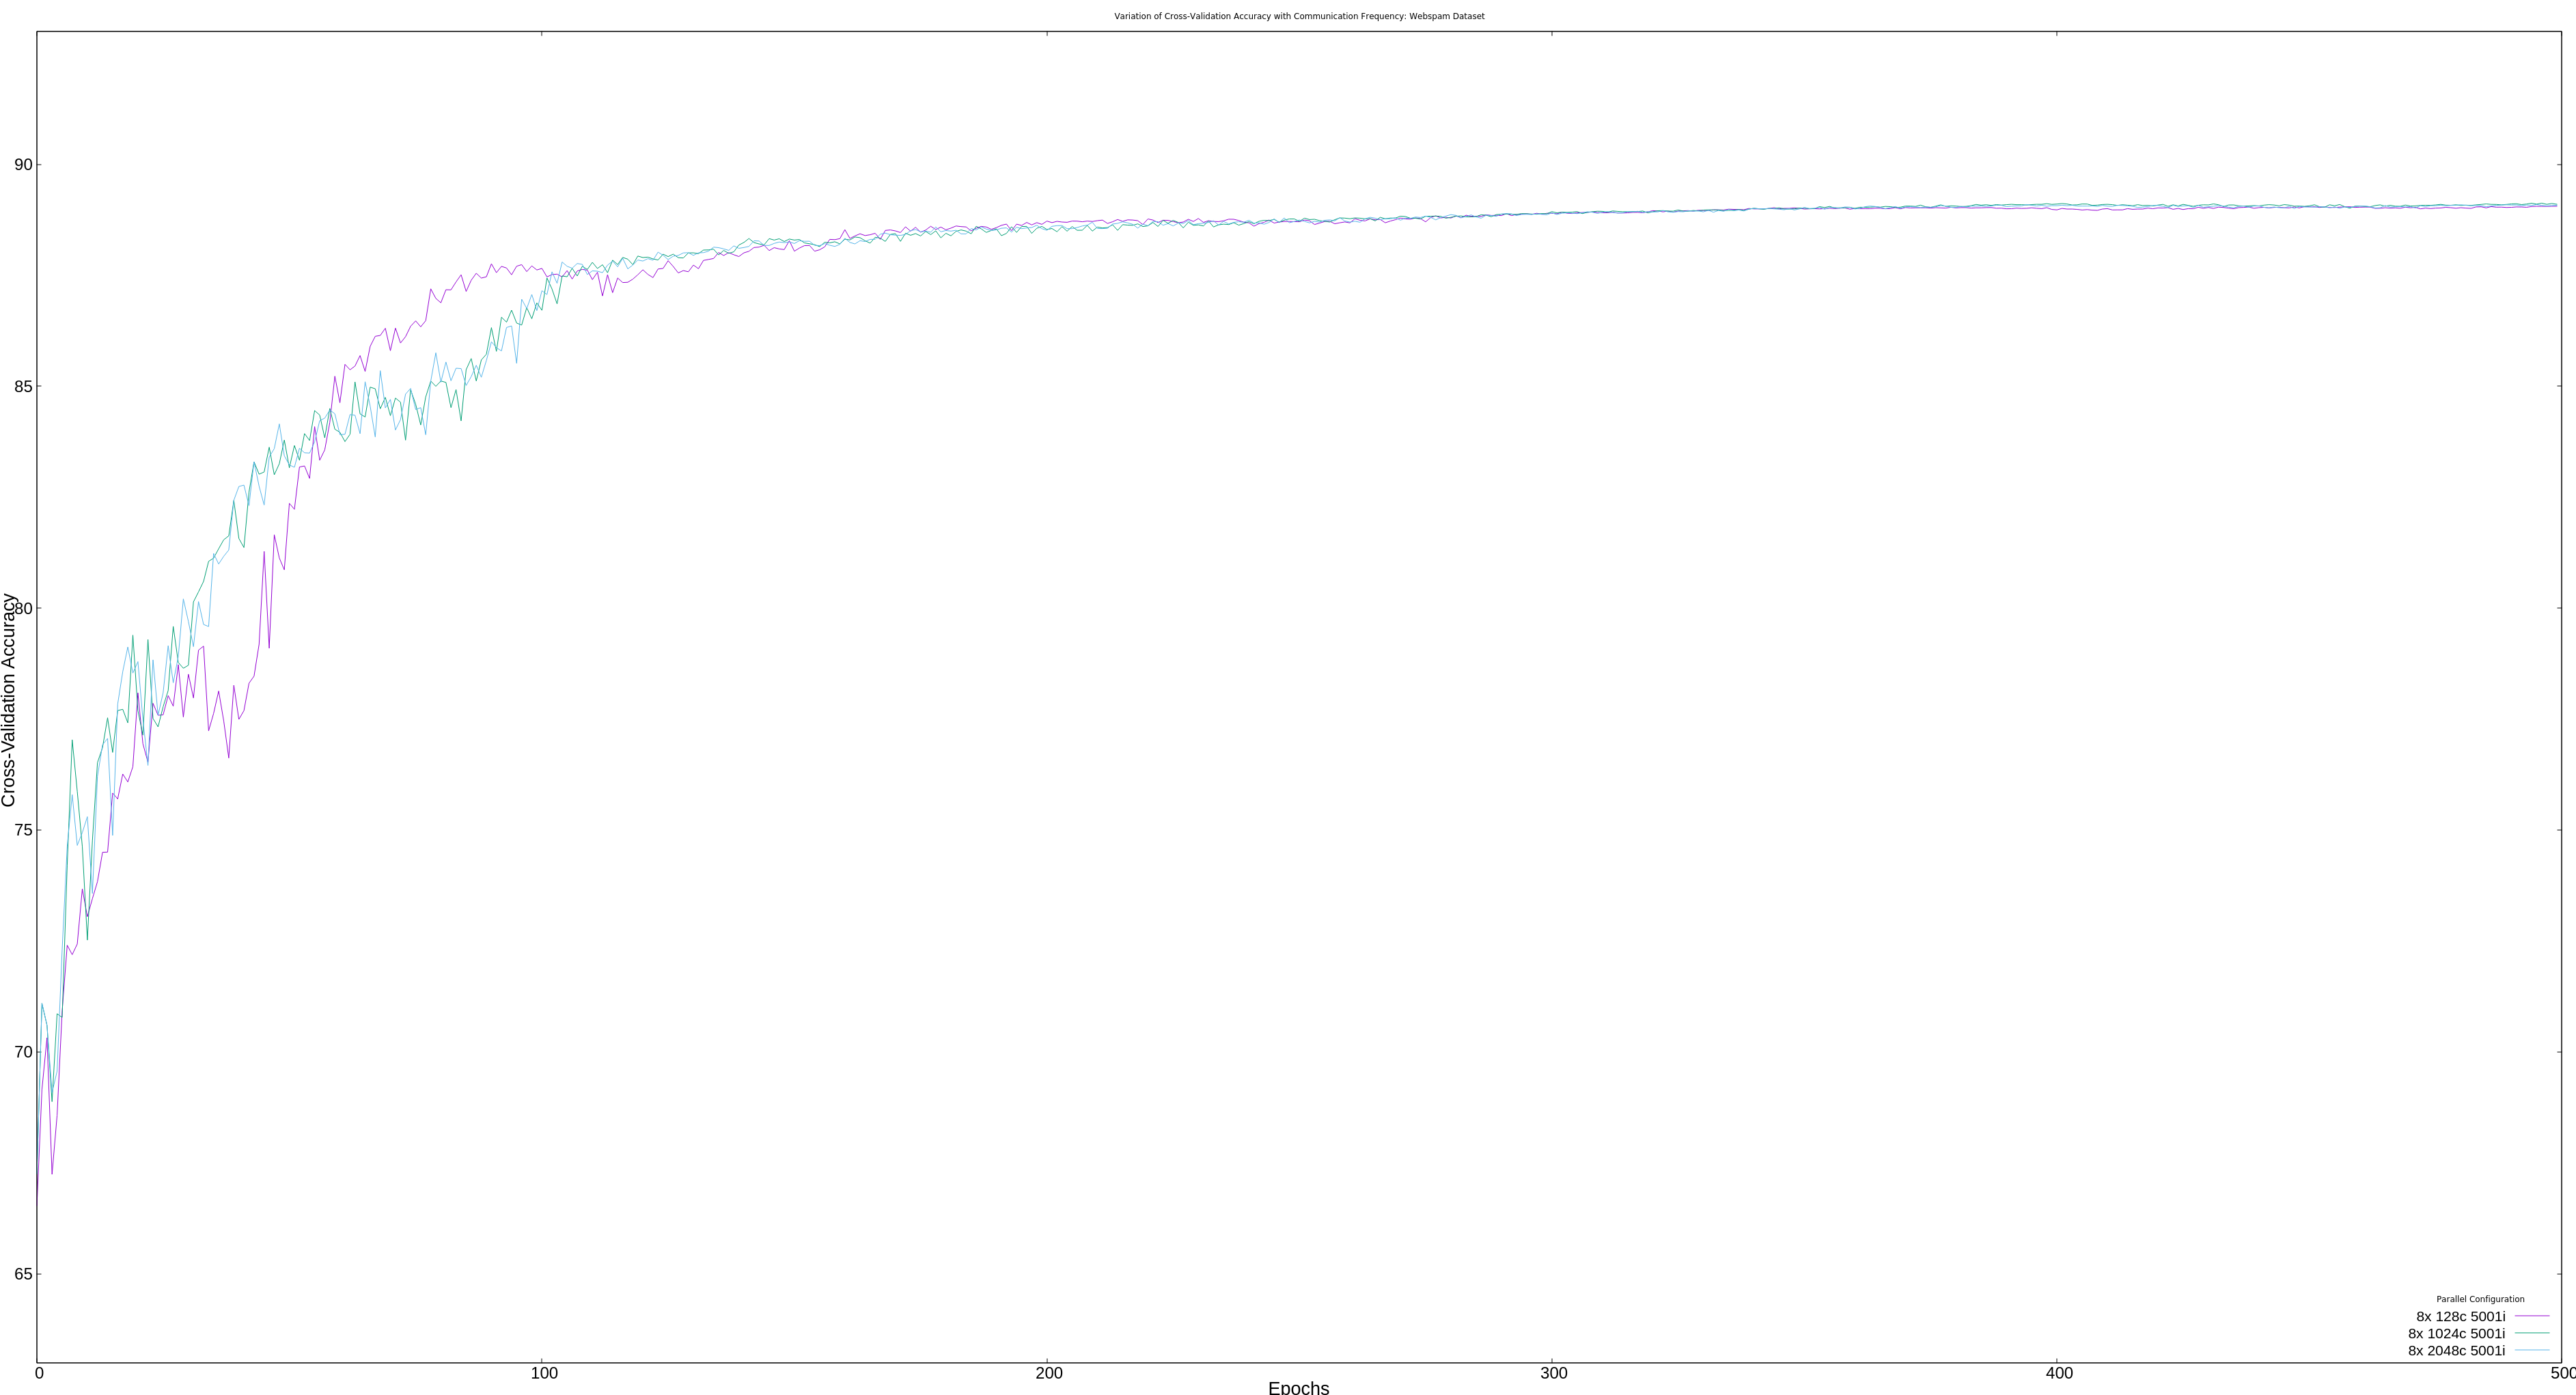 Variation of Cross-Validation Accuracy with Communication Frequency: Webspam Dataset
90
85
80
75
70
65
Cross-Validation Accuracy
0
100
200
300
400
500
Epochs
Parallel Configuration
8x 128c 5001i
8x 1024c 5001i
8x 2048c 5001i